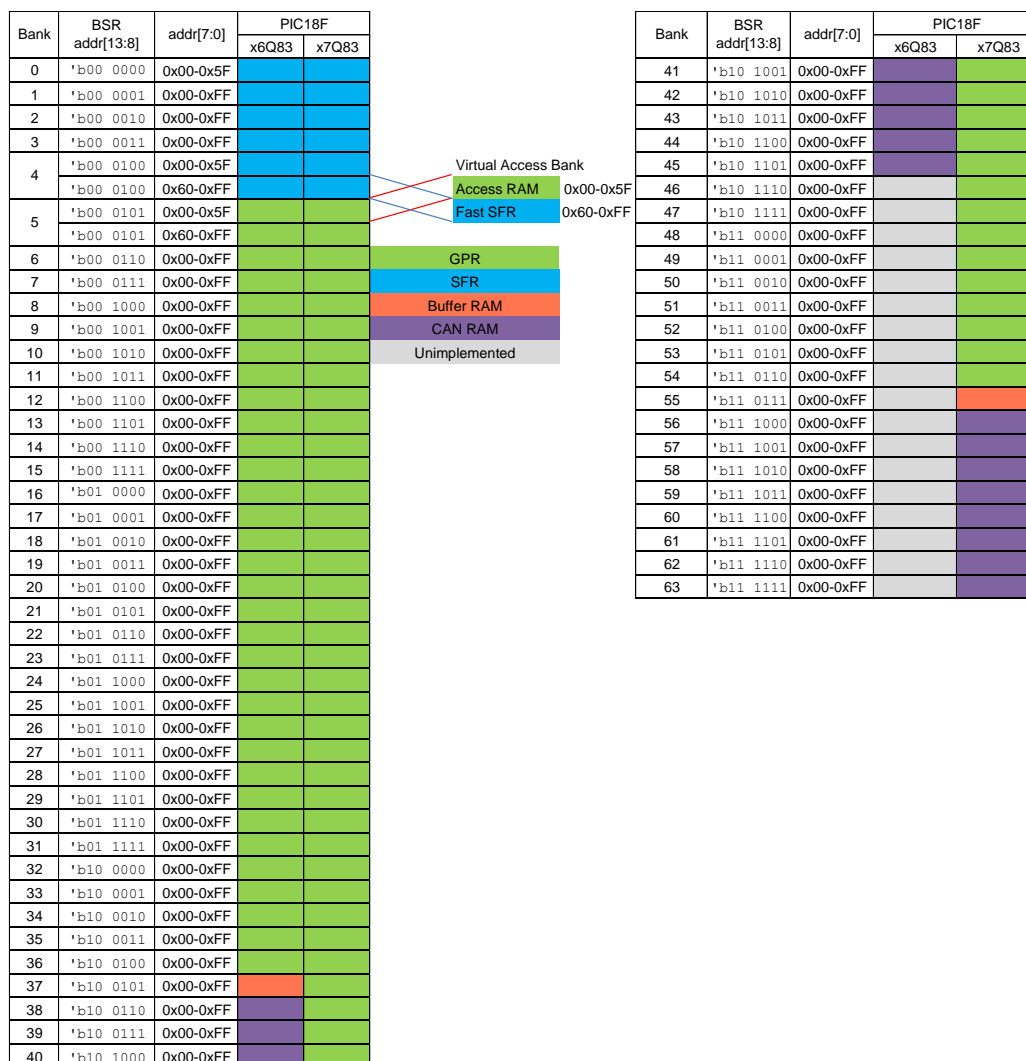 Bank BSR addr[13:8] addr[7:0] PIC18F
x6Q83 x7Q83
0 'b00 0000 0x00-0x5F
1 'b00 0001 0x00-0xFF
2 'b00 0010 0x00-0xFF
3 'b00 0011 0x00-0xFF
4 'b00 0100 0x00-0x5F
'b00 0100 0x60-0xFF
5 'b00 0101 0x00-0x5F
'b00 0101 0x60-0xFF
6 'b00 0110 0x00-0xFF
7 'b00 0111 0x00-0xFF
8 'b00 1000 0x00-0xFF
9 'b00 1001 0x00-0xFF
10 'b00 1010 0x00-0xFF
11 'b00 1011 0x00-0xFF
12 'b00 1100 0x00-0xFF
13 'b00 1101 0x00-0xFF
14 'b00 1110 0x00-0xFF
15 'b00 1111 0x00-0xFF
16 'b01 0000 0x00-0xFF
17 'b01 0001 0x00-0xFF
18 'b01 0010 0x00-0xFF
19 'b01 0011 0x00-0xFF
20 'b01 0100 0x00-0xFF
21 'b01 0101 0x00-0xFF
22 'b01 0110 0x00-0xFF
23 'b01 0111 0x00-0xFF
24 'b01 1000 0x00-0xFF
25 'b01 1001 0x00-0xFF
26 'b01 1010 0x00-0xFF
27 'b01 1011 0x00-0xFF
28 'b01 1100 0x00-0xFF
29 'b01 1101 0x00-0xFF
30 'b01 1110 0x00-0xFF
31 'b01 1111 0x00-0xFF
32 'b10 0000 0x00-0xFF
33 'b10 0001 0x00-0xFF
34 'b10 0010 0x00-0xFF
35 'b10 0011 0x00-0xFF
36 'b10 0100 0x00-0xFF
37 'b10 0101 0x00-0xFF
38 'b10 0110 0x00-0xFF
39 'b10 0111 0x00-0xFF
40 'b10 1000 0x00-0xFF
Virtual Access Bank
Access RAM 0x00-0x5F
Fast SFR 0x60-0xFF
GPR
SFR
Buffer RAM
CAN RAM
Unimplemented
Bank BSR addr[13:8] addr[7:0] PIC18F
x6Q83 x7Q83
41 'b10 1001 0x00-0xFF
42 'b10 1010 0x00-0xFF
43 'b10 1011 0x00-0xFF
44 'b10 1100 0x00-0xFF
45 'b10 1101 0x00-0xFF
46 'b10 1110 0x00-0xFF
47 'b10 1111 0x00-0xFF
48 'b11 0000 0x00-0xFF
49 'b11 0001 0x00-0xFF
50 'b11 0010 0x00-0xFF
51 'b11 0011 0x00-0xFF
52 'b11 0100 0x00-0xFF
53 'b11 0101 0x00-0xFF
54 'b11 0110 0x00-0xFF
55 'b11 0111 0x00-0xFF
56 'b11 1000 0x00-0xFF
57 'b11 1001 0x00-0xFF
58 'b11 1010 0x00-0xFF
59 'b11 1011 0x00-0xFF
60 'b11 1100 0x00-0xFF
61 'b11 1101 0x00-0xFF
62 'b11 1110 0x00-0xFF
63 'b11 1111 0x00-0xFF